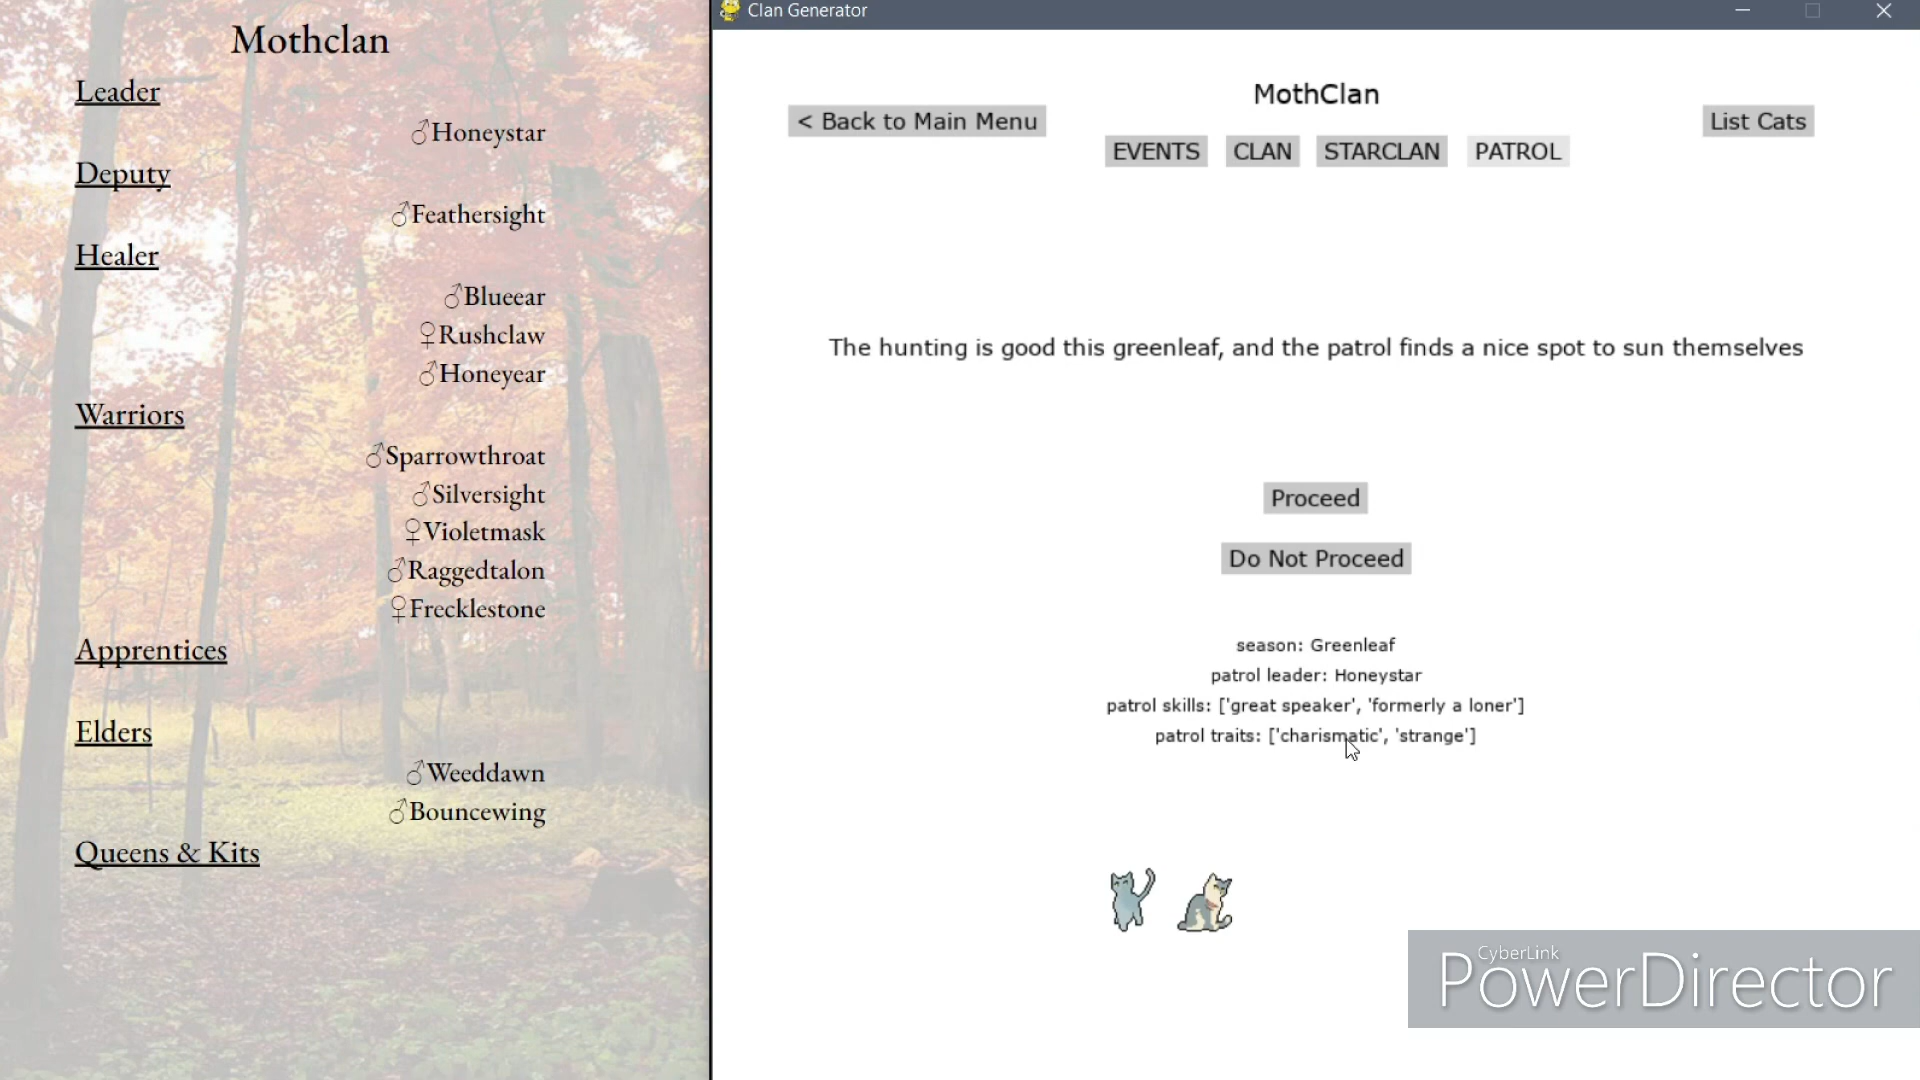 Mothclan
Leader
♂Honeystar
Deputy
♂Feathersight
Healer
♂Blueear
♀Rushclaw
♂Honeyear
Warriors
♂Sparrowthroat
♂Silversight
♀Violetmask
♂Raggedtalon
♀Frecklestone
Apprentices
Elders
♂Weeddawn
♂Bouncewing
Queens & Kits
Clan Generator
MothClan
< Back to Main Menu
List Cats
EVENTS CLAN STARCLAN PATROL
The hunting is good this greenleaf, and the patrol finds a nice spot to sun themselves
Proceed
Do Not Proceed
season: Greenleaf
patrol leader: Honeystar
patrol skills: ['great speaker', 'formerly a loner']
patrol traits: ['charismatic', 'strange']
CyberLink
PowerDirector